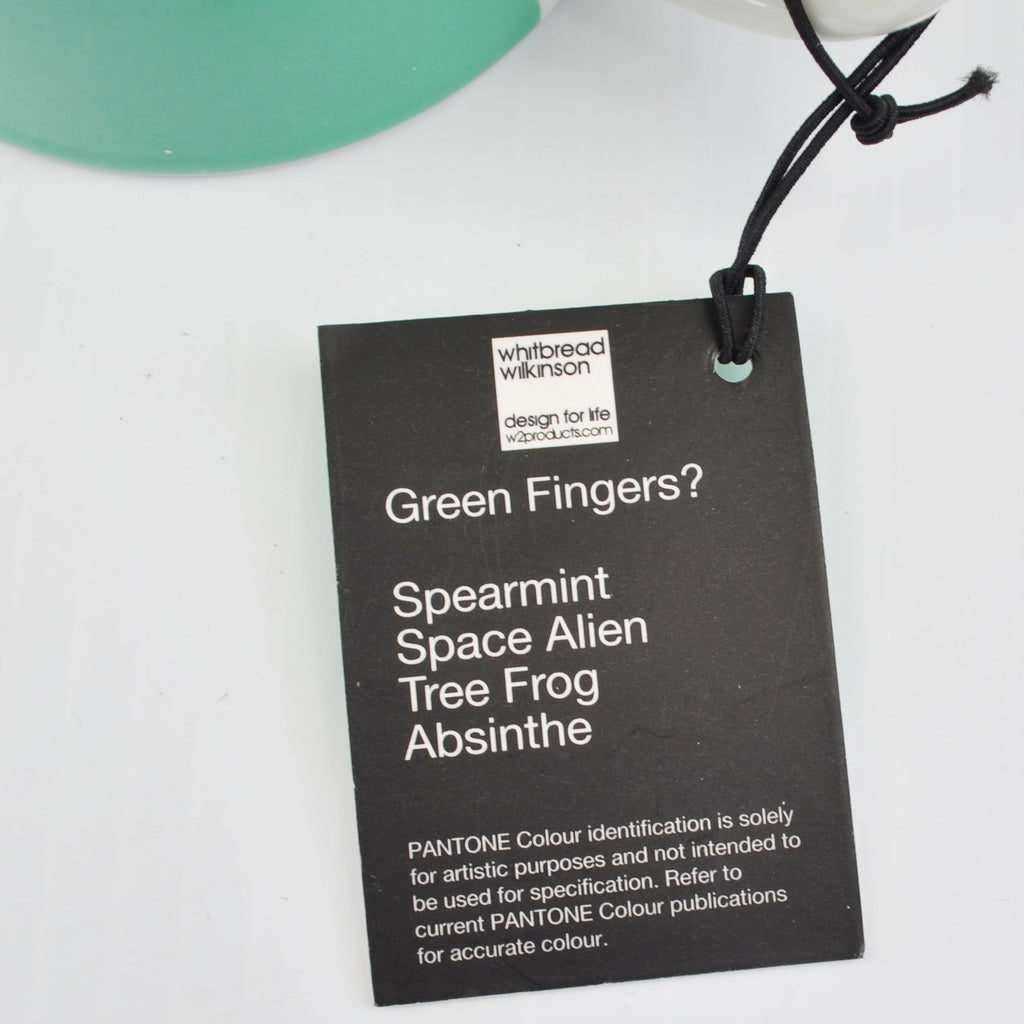 whitbread
wilkinson
design for life
w2products.com
Green Fingers?
Spearmint
Space Alien
Tree Frog
Absinthe
PANTONE Colour identification is solely
for artistic purposes and not intended to
be used for specification. Refer to
current PANTONE Colour publications
for accurate colour.